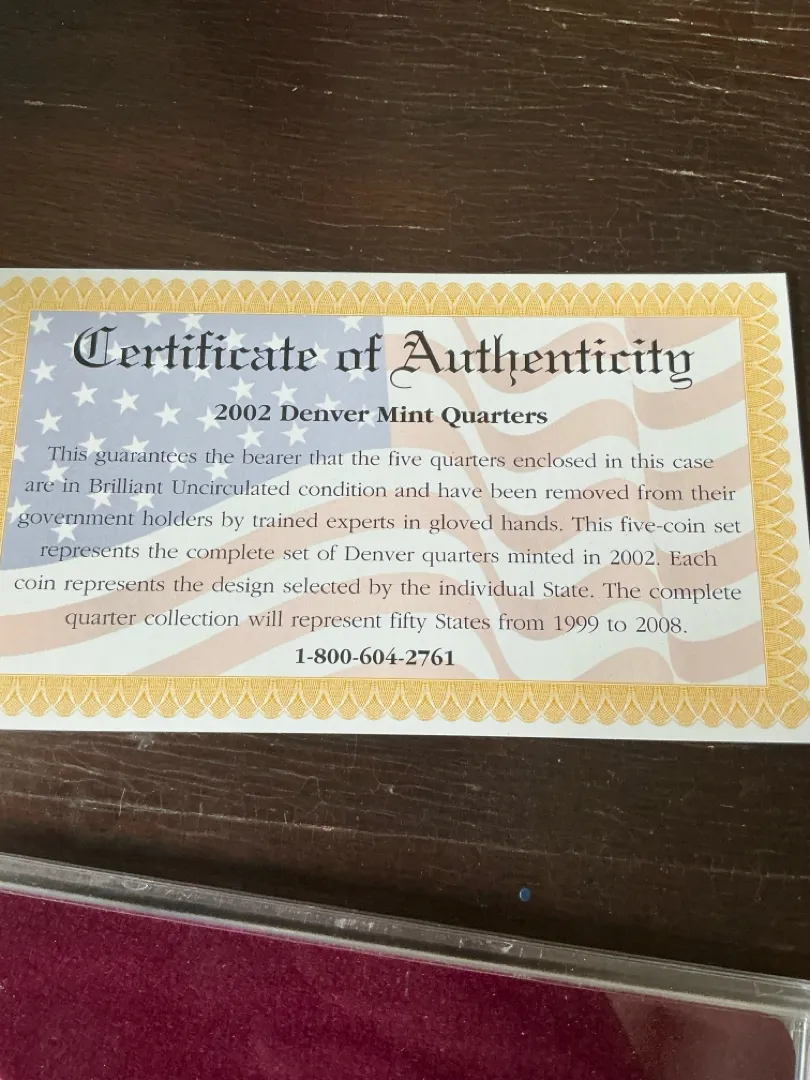 Certificate of Authenticity
2002 Denver Mint Quarters
This guarantees the bearer that the five quarters enclosed in this case
are in Brilliant Uncirculated condition and have been removed from their
government holders by trained experts in gloved hands. This five-coin set
represents the complete set of Denver quarters minted in 2002. Each
coin represents the design selected by the individual State. The complete
quarter collection will represent fifty States from 1999 to 2008.
1-800-604-2761